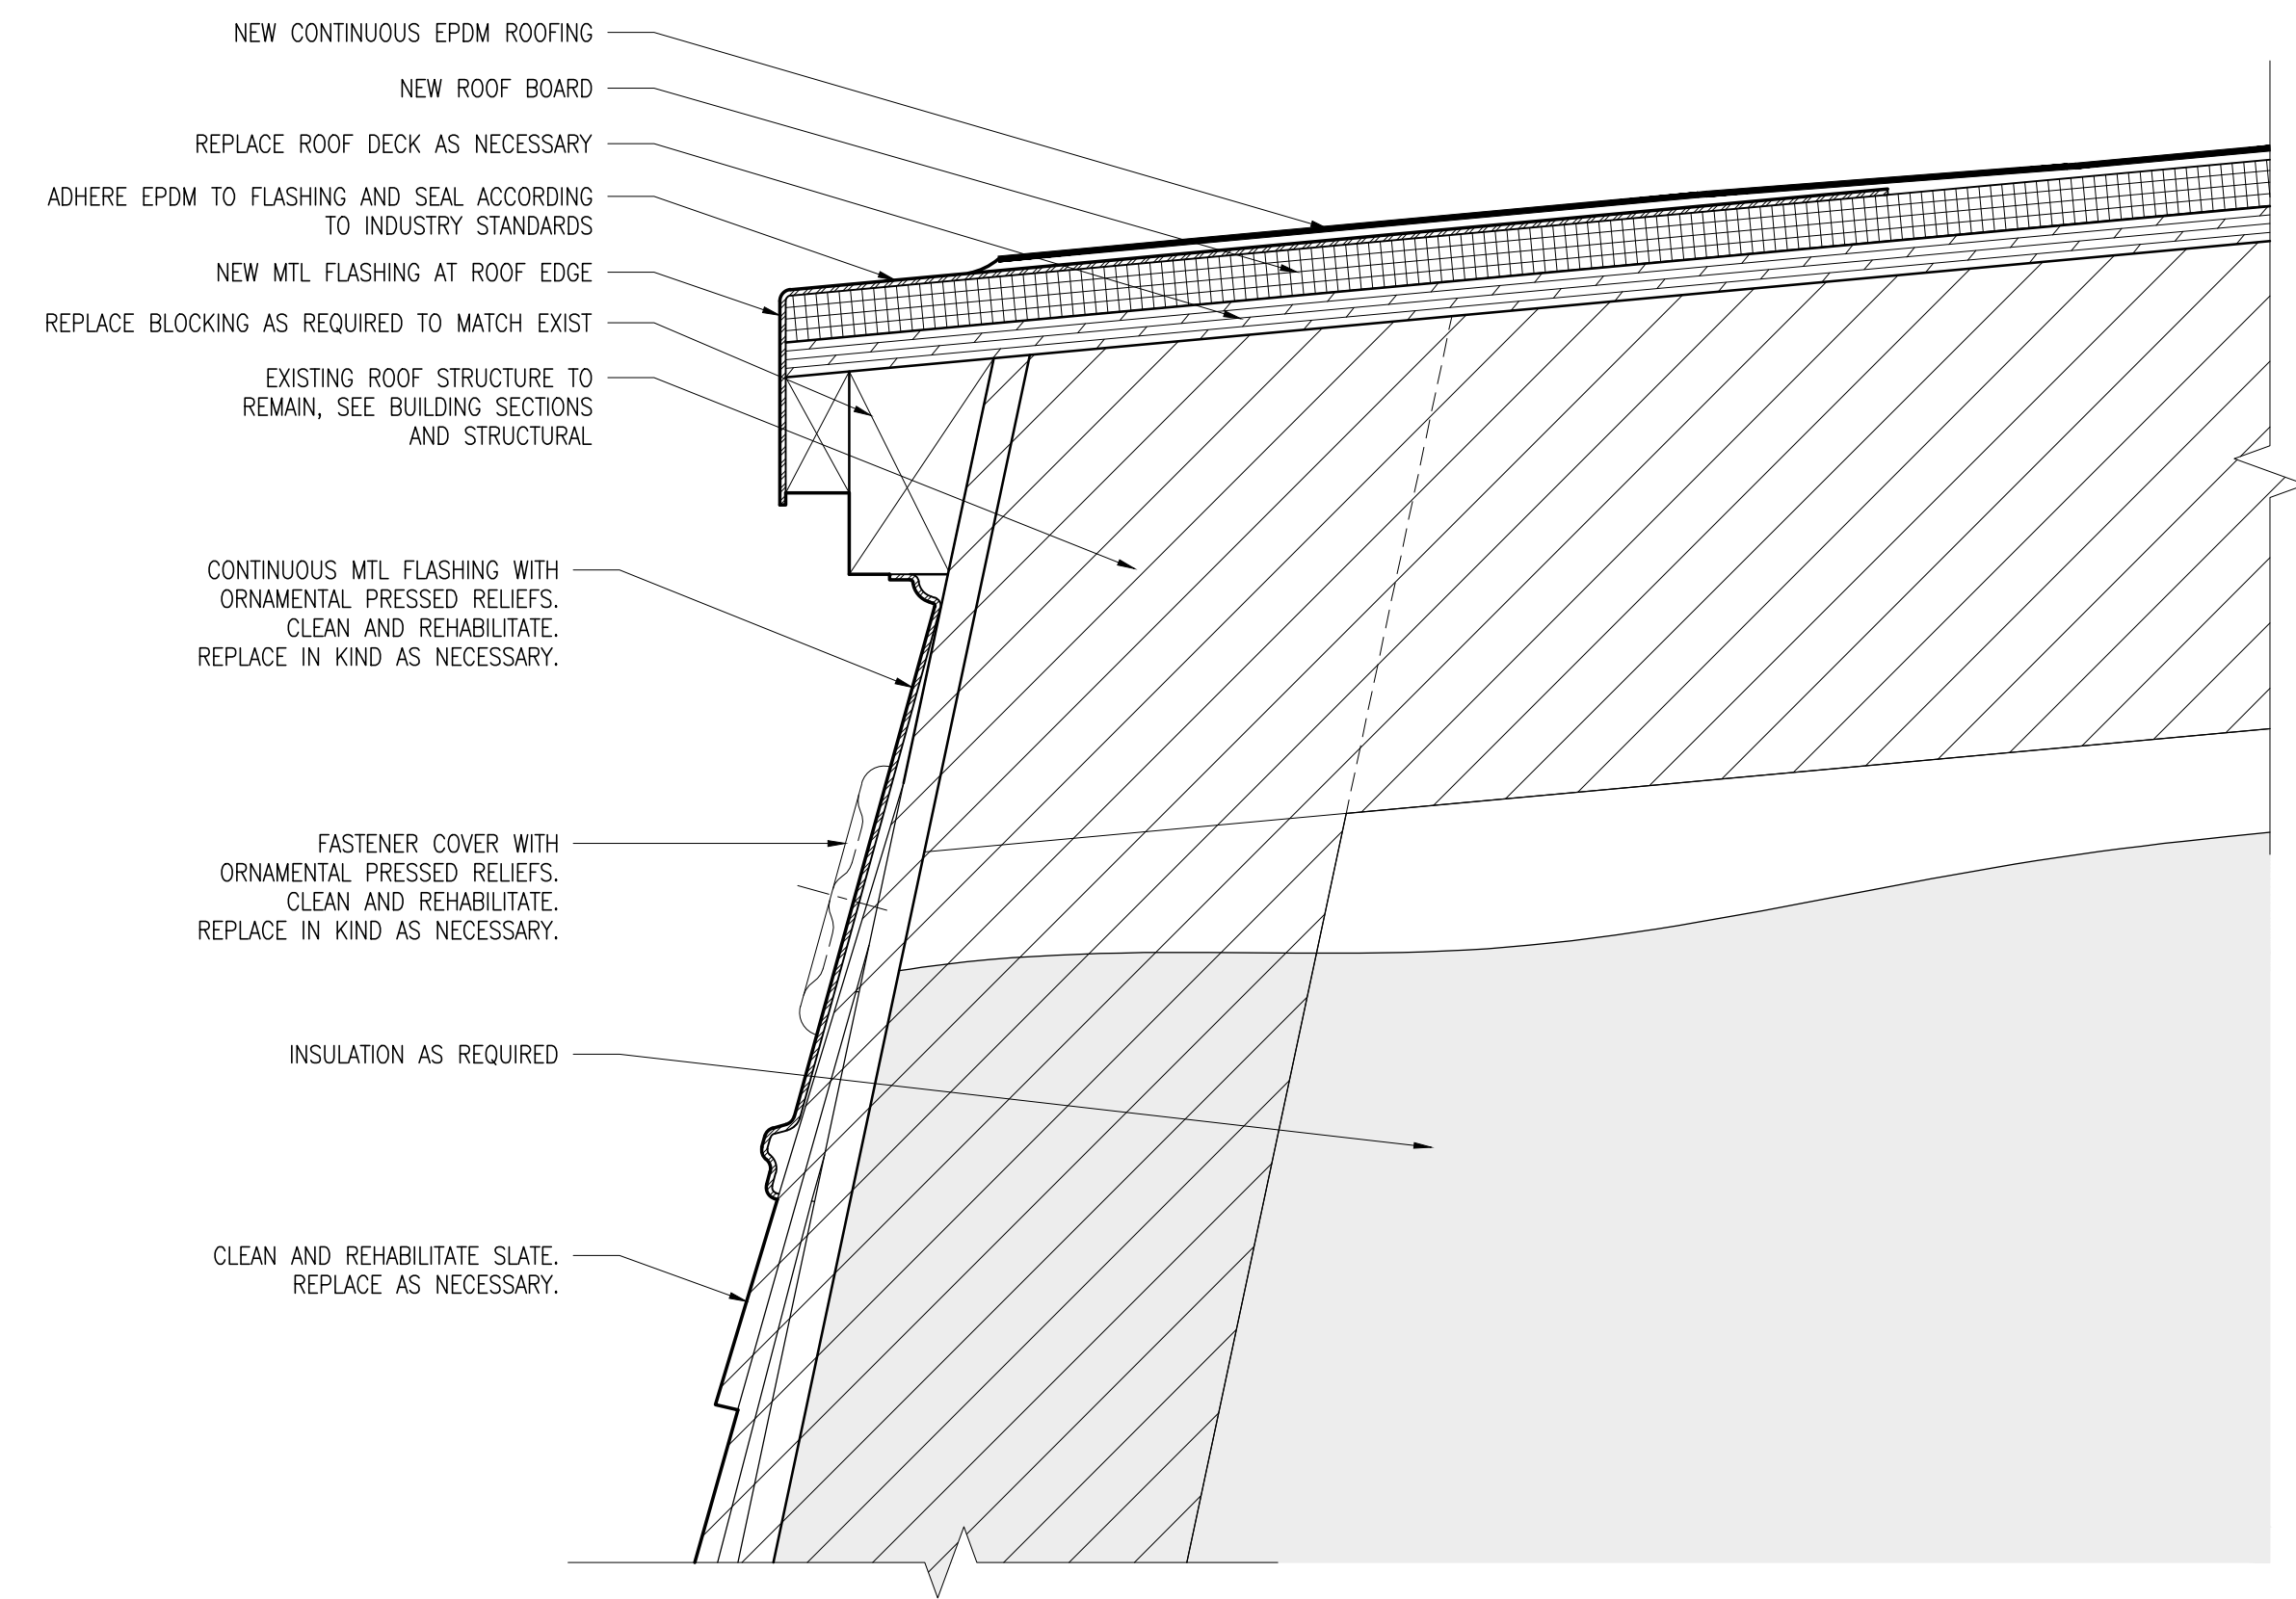 NEW CONTINUOUS EPDM ROOFING
NEW ROOF BOARD
REPLACE ROOF DECK AS NECESSARY
ADHERE EPDM TO FLASHING AND SEAL ACCORDING
TO INDUSTRY STANDARDS
NEW MTL FLASHING AT ROOF EDGE
REPLACE BLOCKING AS REQUIRED TO MATCH EXIST
EXISTING ROOF STRUCTURE TO
REMAIN, SEE BUILDING SECTIONS
AND STRUCTURAL
CONTINUOUS MTL FLASHING WITH
ORNAMENTAL PRESSED RELIEFS.
CLEAN AND REHABILITATE.
REPLACE IN KIND AS NECESSARY.
FASTENER COVER WITH
ORNAMENTAL PRESSED RELIEFS.
CLEAN AND REHABILITATE.
REPLACE IN KIND AS NECESSARY.
INSULATION AS REQUIRED
CLEAN AND REHABILITATE SLATE.
REPLACE AS NECESSARY.